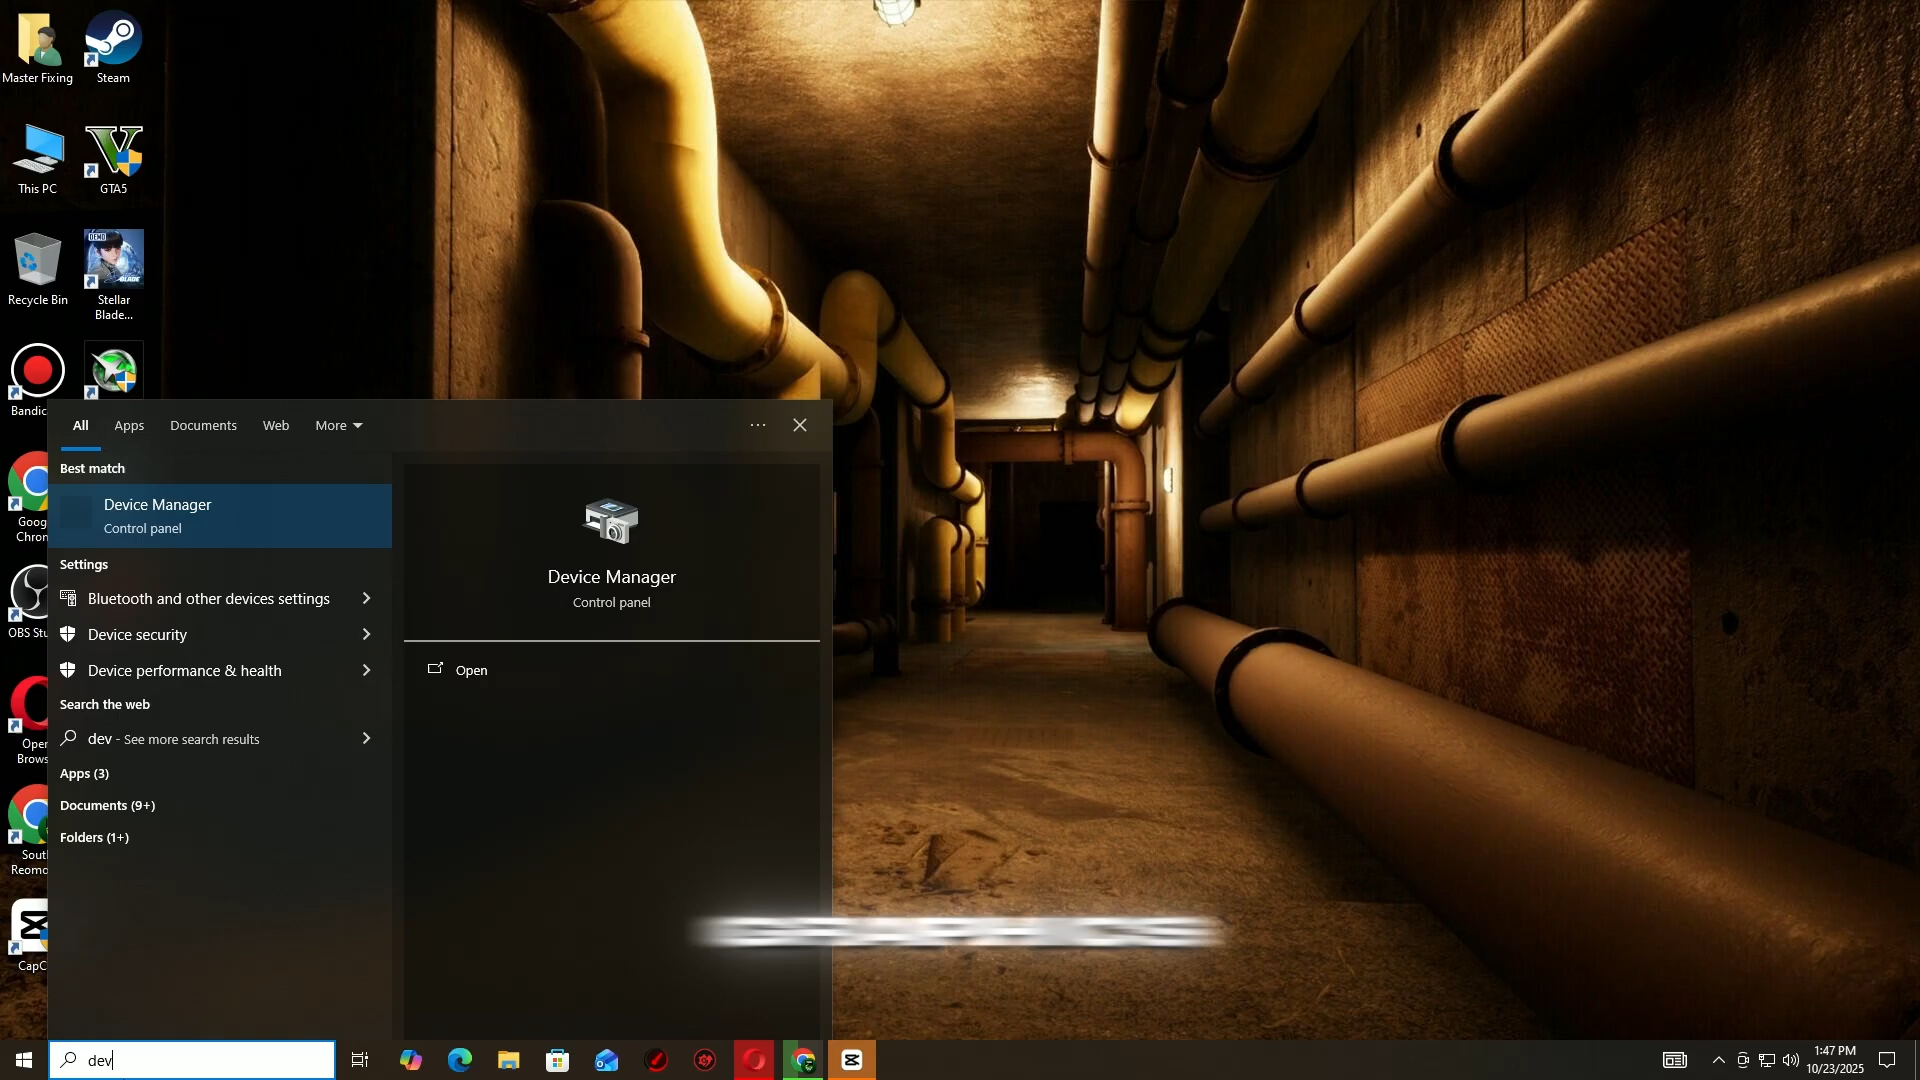 Master Fixing
Steam
This PC
GTA5
DEMO
BLADE
Recycle Bin
Stellar
Blade...
Bandic
Goog
Chron
OBS Stu
Oper
Brows
Sout
Reomo
CapC
All
Apps
Documents
Web
More
Best match
Device Manager
Control panel
Settings
Bluetooth and other devices settings
Device security
Device performance & health
Search the web
dev - See more search results
Apps (3)
Documents (9+)
Folders (1+)
Device Manager
Control panel
Open
dev
1:47 PM
10/23/2025